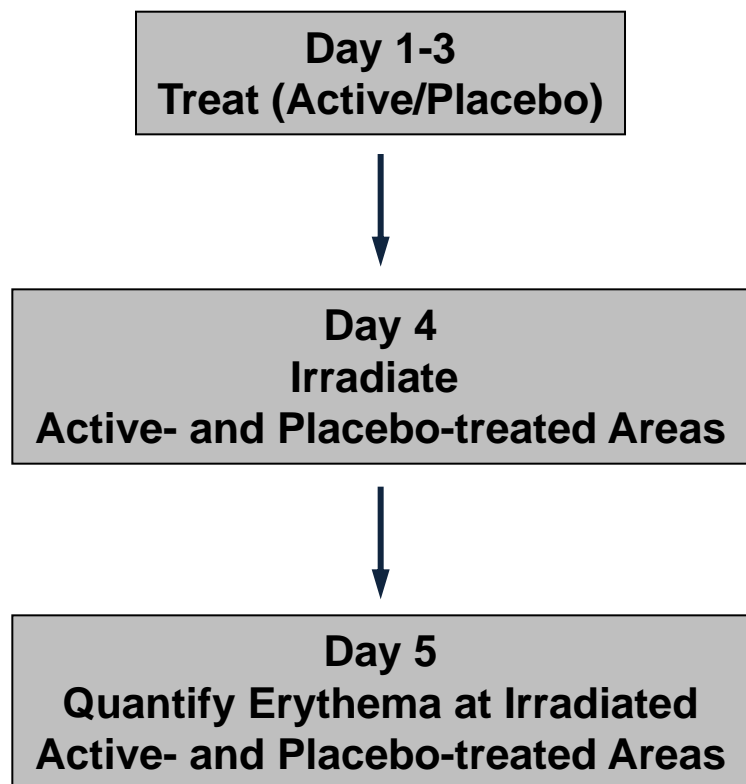 Day 1-3
Treat (Active/Placebo)
Day 4
Irradiate
Active- and Placebo-treated Areas
Day 5
Quantify Erythema at Irradiated
Active- and Placebo-treated Areas